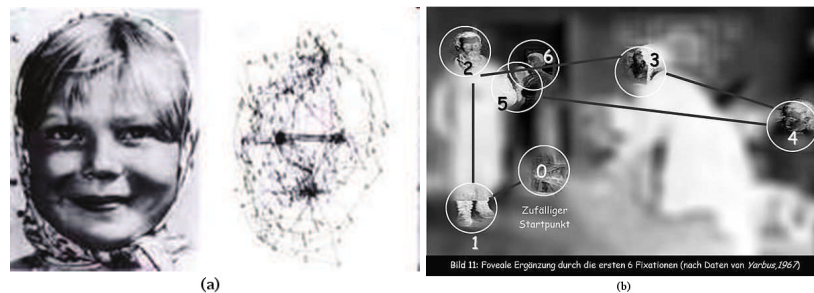 2
6
3
5
4
0
Zufälliger
Startpunkt
1
Bild 11: Foveale Ergänzung durch die ersten 6 Fixationen (nach Daten von Yarbus,1967)
(a)
(b)